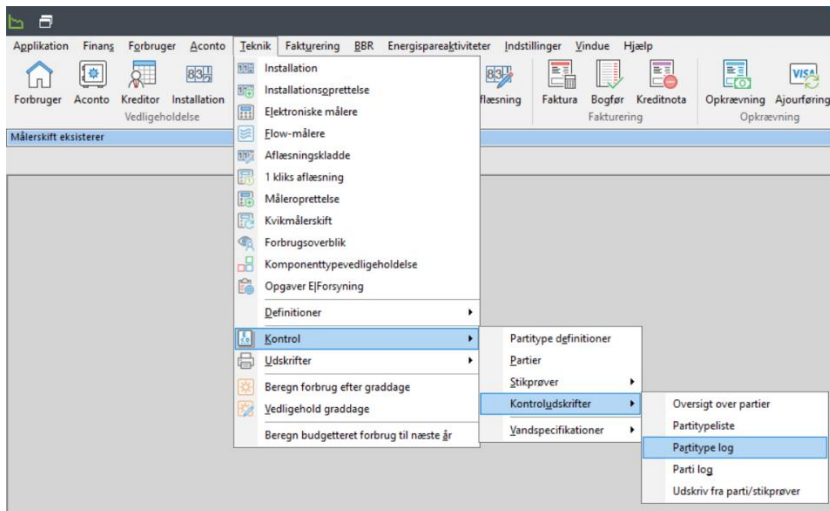 Applikation Finans Forbruger Aconto Teknik Fakturering BBR Energispareaktiviteter Indstillinger Vindue Hjælp
Forbruger Aconto Kreditor Installation flæsning Faktura Bogfør Kreditnota Opkrævning Ajourføring
Vedligeholdelse Fakturering Opkrævning
VISA
Målerskift eksisterer
Installation
Installationsoprettelse
Elektroniske målere
Flow-målere
Aflæsningskladde
1 kliks aflæsning
Måleroprettelse
Kvikmålerskift
Forbrugsoverblik
Komponenttypevedligeholdelse
Opgaver E|Forsyning
Definitioner
Kontrol
Udskrifter
Beregn forbrug efter graddage
Vedligehold graddage
Beregn budgetteret forbrug til næste år
Partitype definitioner
Partier
Stikprøver
Kontroludskrifter
Vandspecifikationer
Oversigt over partier
Partitypeliste
Partitype log
Parti log
Udskriv fra parti/stikprøver